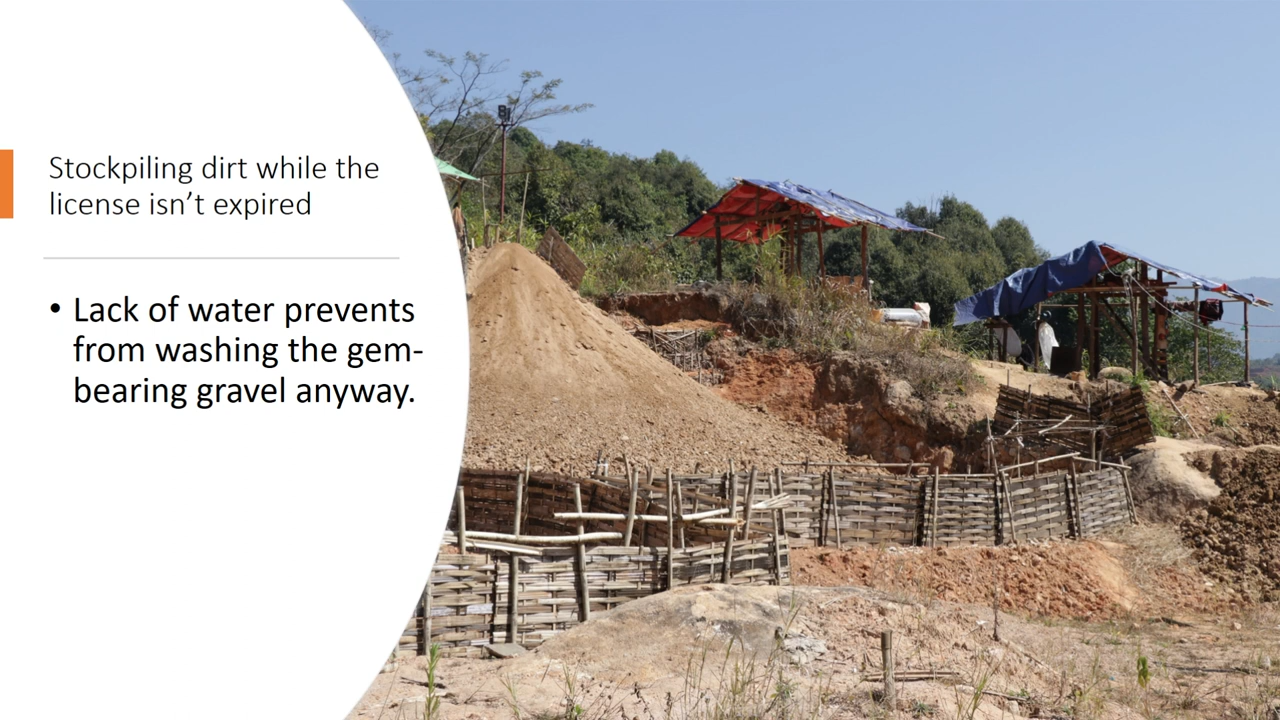 Stockpiling dirt while the
license isn’t expired
• Lack of water prevents
from washing the gem-
bearing gravel anyway.